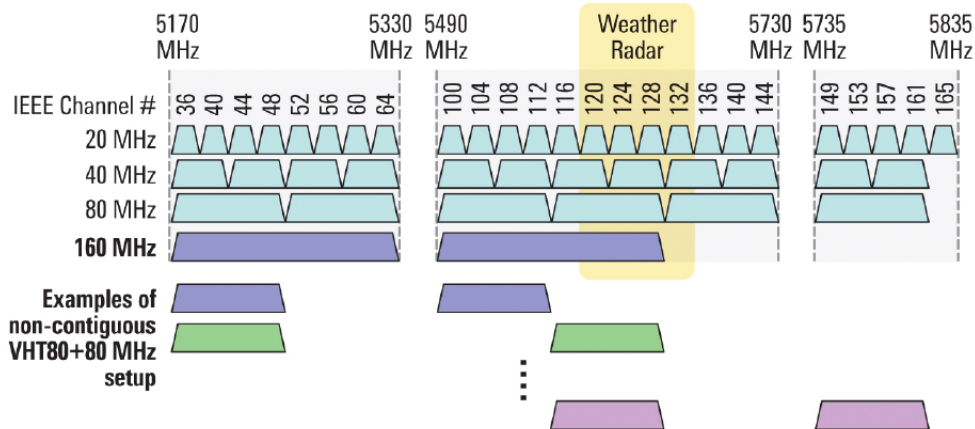 5170 MHz
5330 MHz
5490 MHz
Weather Radar
5730 MHz
5735 MHz
5835 MHz
IEEE Channel # 36 40 44 48 52 56 60 64 100 104 108 112 116 120 124 128 132 136 140 144 149 153 157 161 165
20 MHz
40 MHz
80 MHz
160 MHz
Examples of
non-contiguous
VHT80+80 MHz
setup